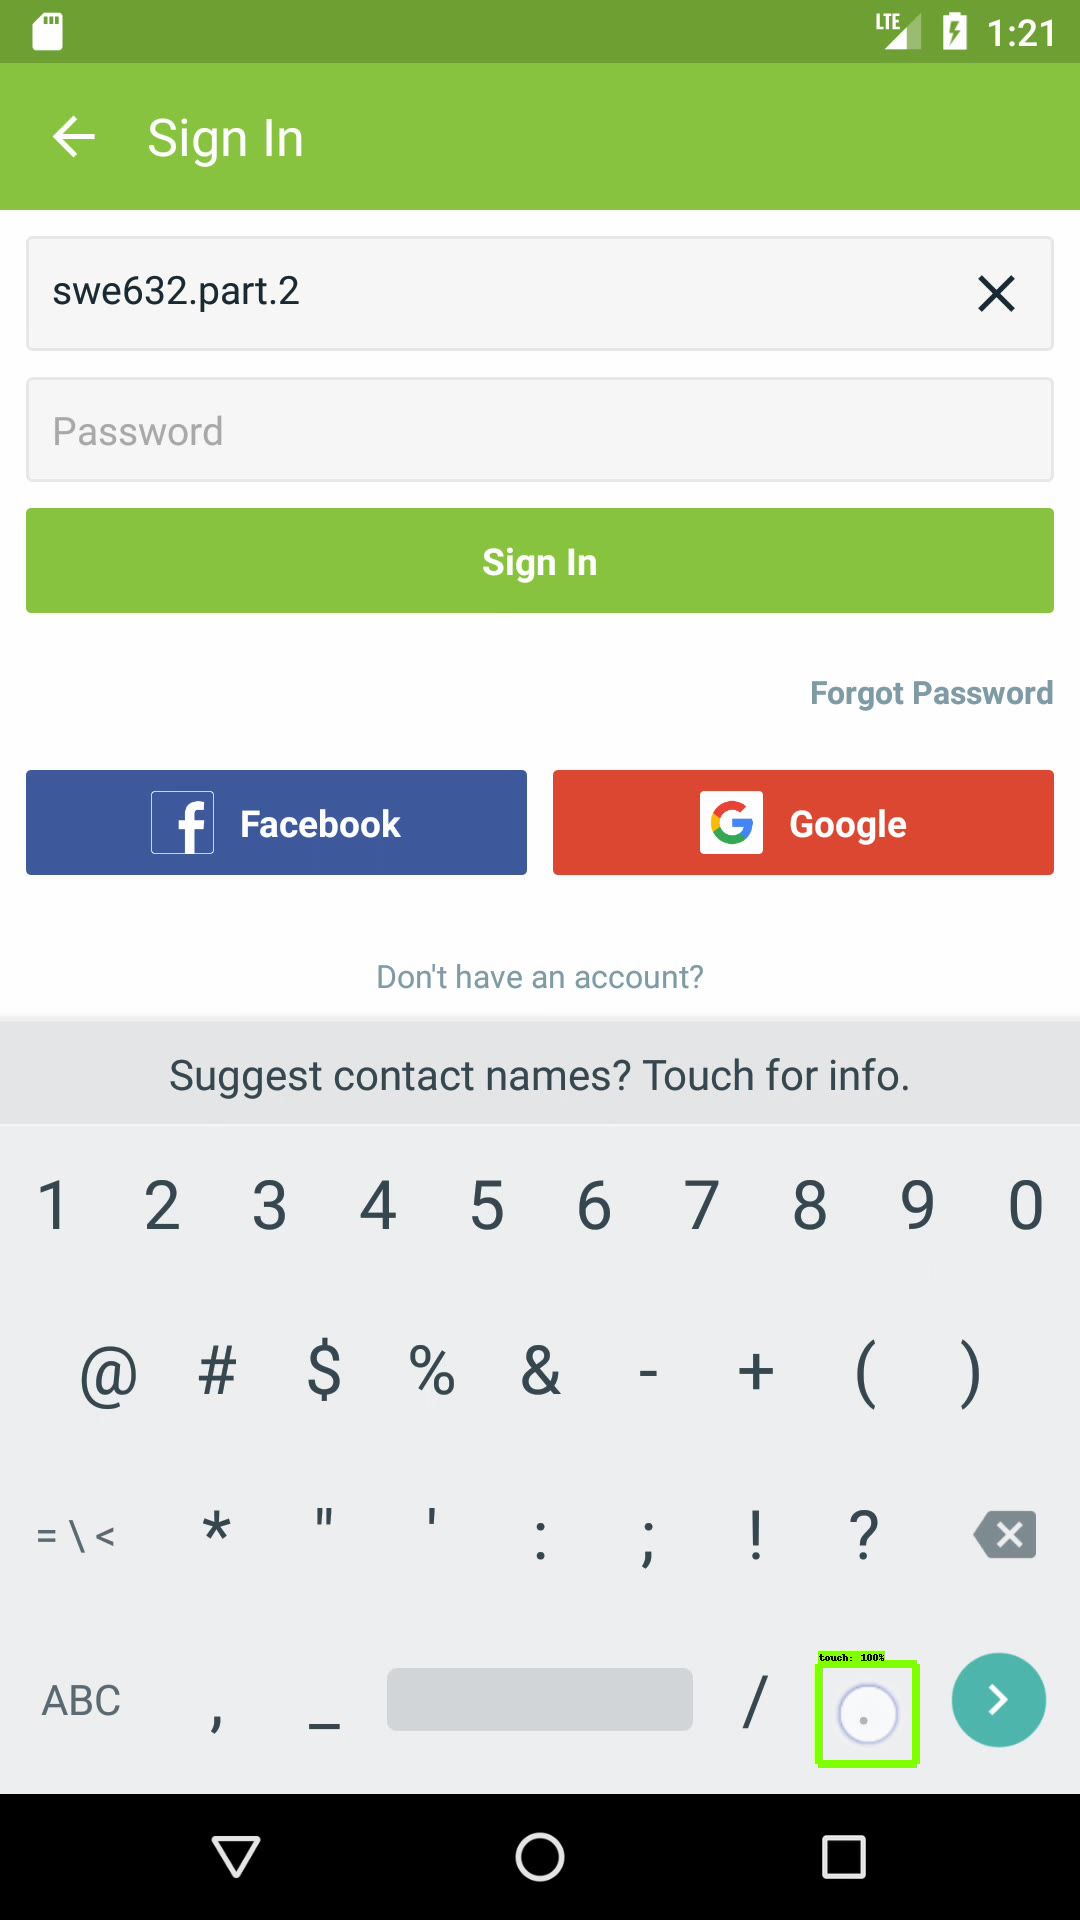 LTE 1:21
Sign In
swe632.part.2
Password
Sign In
Forgot Password
Facebook Google
Don't have an account?
Suggest contact names? Touch for info.
1 2 3 4 5 6 7 8 9 0
@ # $ % & - + ( )
= \ < * " ' : ; ! ?
touch: 100%
ABC , _ / .